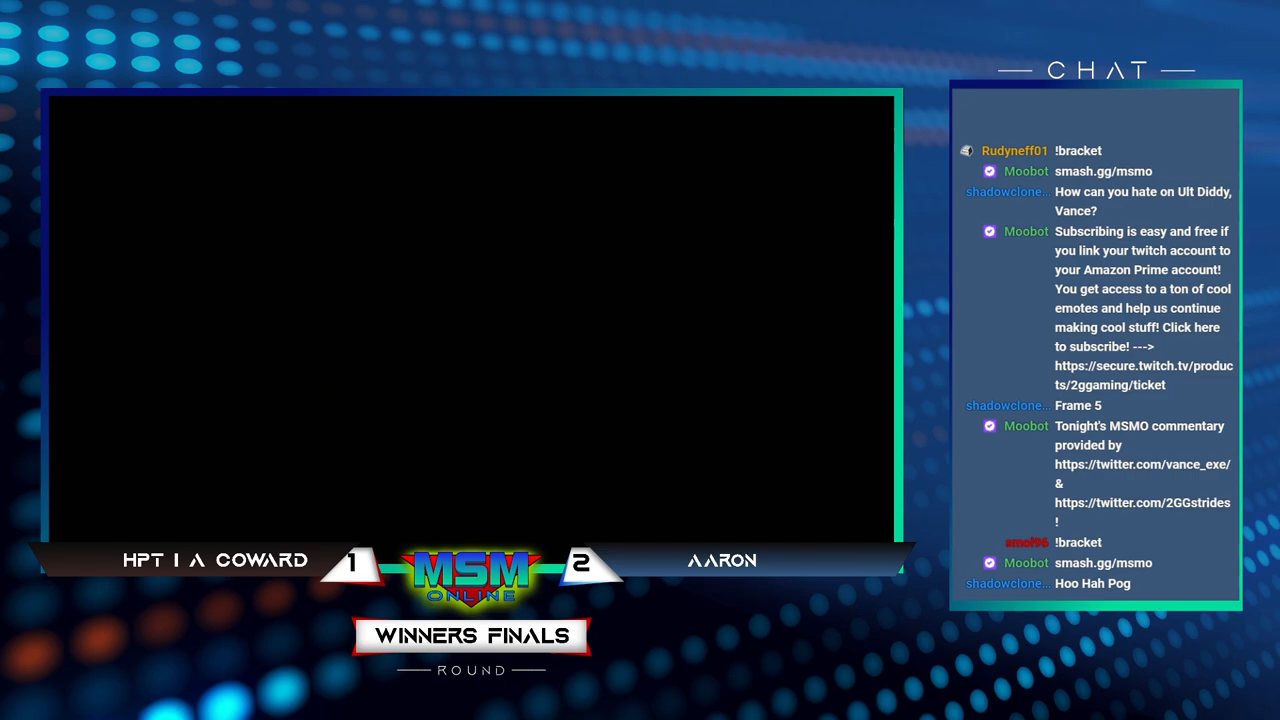 CHAT
Rudyneff01 !bracket
Moobot smash.gg/msmo
shadowclone... How can you hate on Ult Diddy,
Vance?
Moobot Subscribing is easy and free if
you link your twitch account to
your Amazon Prime account!
You get access to a ton of cool
emotes and help us continue
making cool stuff! Click here
to subscribe! --->
https://secure.twitch.tv/produc
ts/2ggaming/ticket
shadowclone... Frame 5
Moobot Tonight's MSMO commentary
provided by
https://twitter.com/vance_exe/
&
https://twitter.com/2GGstrides
!
smol96 !bracket
Moobot smash.gg/msmo
shadowclone... Hoo Hah Pog
HPT I A COWARD 1
MSM
ONLINE
2 AARON
WINNERS FINALS
ROUND